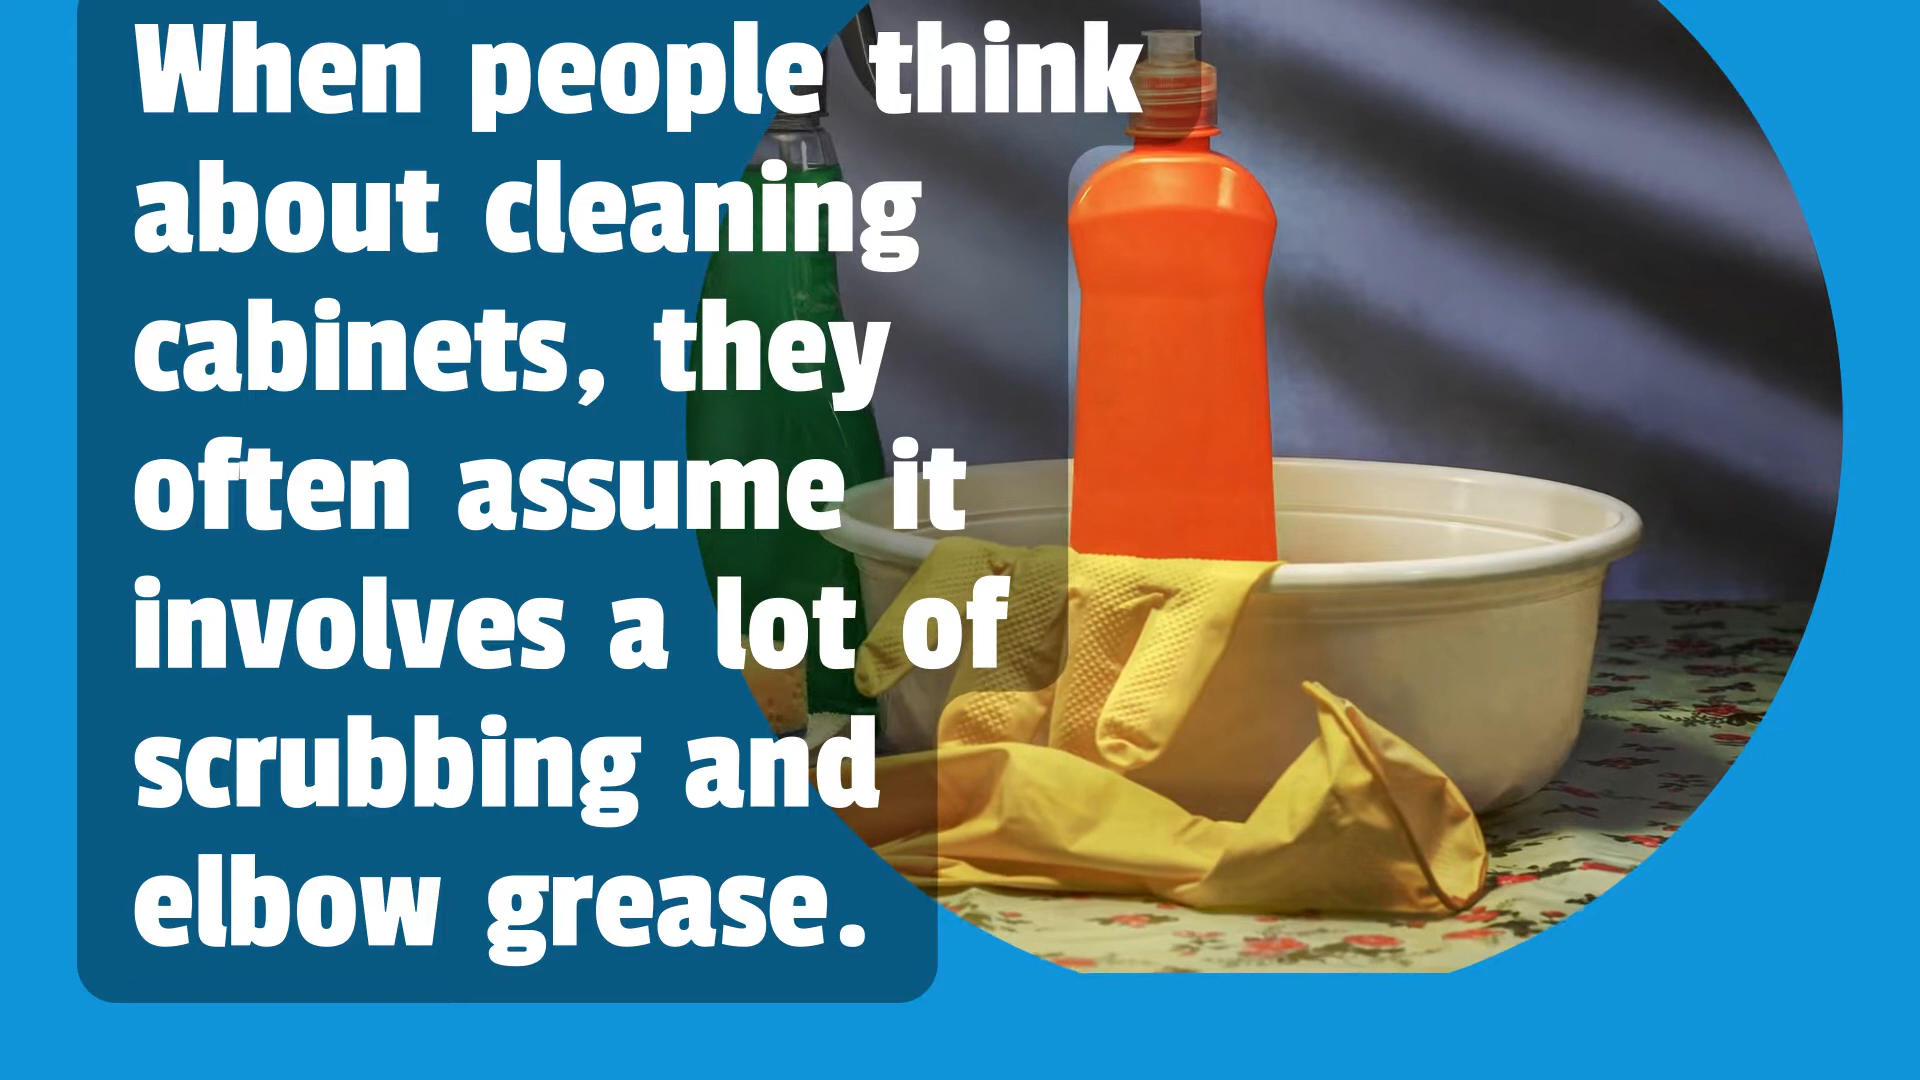 When people think
about cleaning
cabinets, they
often assume it
involves a lot of
scrubbing and
elbow grease.